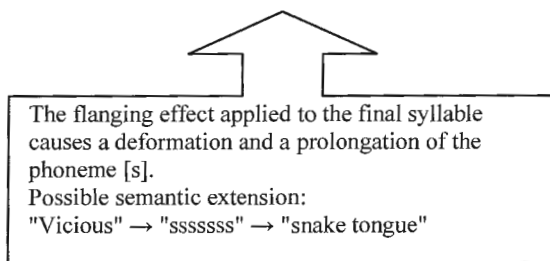 The flanging effect applied to the final syllable
causes a deformation and a prolongation of the
phoneme [s].
Possible semantic extension:
"Vicious" → "sssssss" → "snake tongue"